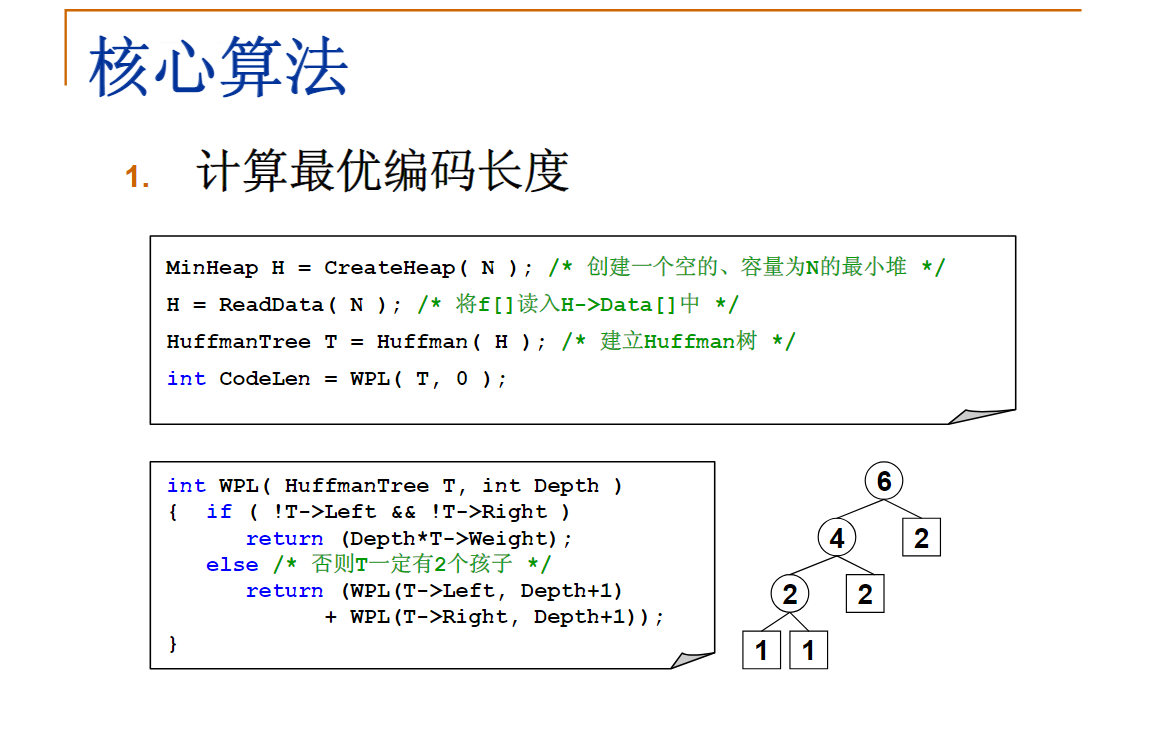 核心算法
1. 计算最优编码长度
MinHeap H = CreateHeap( N ); /* 创建一个空的、容量为N的最小堆 */
H = ReadData( N ); /* 将f[]读入H->Data[]中 */
HuffmanTree T = Huffman( H ); /* 建立Huffman树 */
int CodeLen = WPL( T, 0 );
int WPL( HuffmanTree T, int Depth )
{ if ( !T->Left && !T->Right )
return (Depth*T->Weight);
else /* 否则T一定有2个孩子 */
return (WPL(T->Left, Depth+1)
+ WPL(T->Right, Depth+1));
}
6
4 2
2 2
1 1